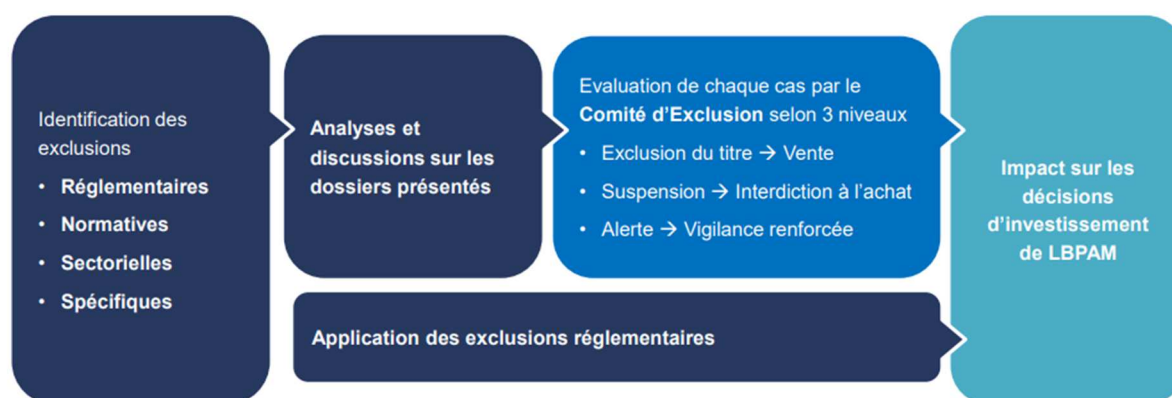 Identification des
exclusions
• Réglementaires
• Normatives
• Sectorielles
• Spécifiques
Analyses et
discussions sur les
dossiers présentés
Evaluation de chaque cas par le
Comité d’Exclusion selon 3 niveaux
• Exclusion du titre → Vente
• Suspension → Interdiction à l’achat
• Alerte → Vigilance renforcée
Application des exclusions réglementaires
Impact sur les
décisions
d’investissement
de LBPAM